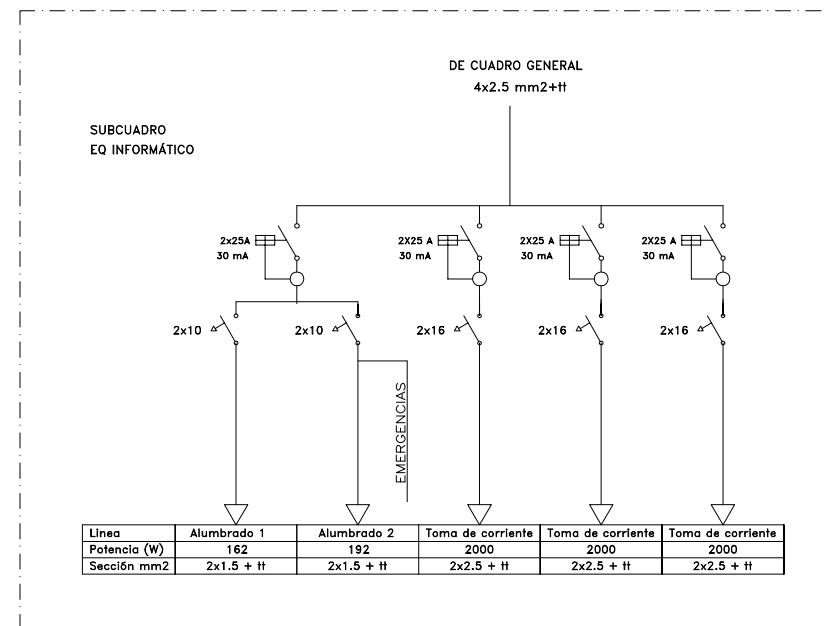 DE CUADRO GENERAL
4x2.5 mm2+tt
SUBCUADRO
EQ INFORMÁTICO
2x25A
30 mA
2X25 A
30 mA
2X25 A
30 mA
2X25 A
30 mA
2x10
2x10
2x16
2x16
2x16
EMERGENCIAS
Linea Alumbrado 1 Alumbrado 2 Toma de corriente Toma de corriente Toma de corriente
Potencia (W) 162 192 2000 2000 2000
Sección mm2 2x1.5 + tt 2x1.5 + tt 2x2.5 + tt 2x2.5 + tt 2x2.5 + tt